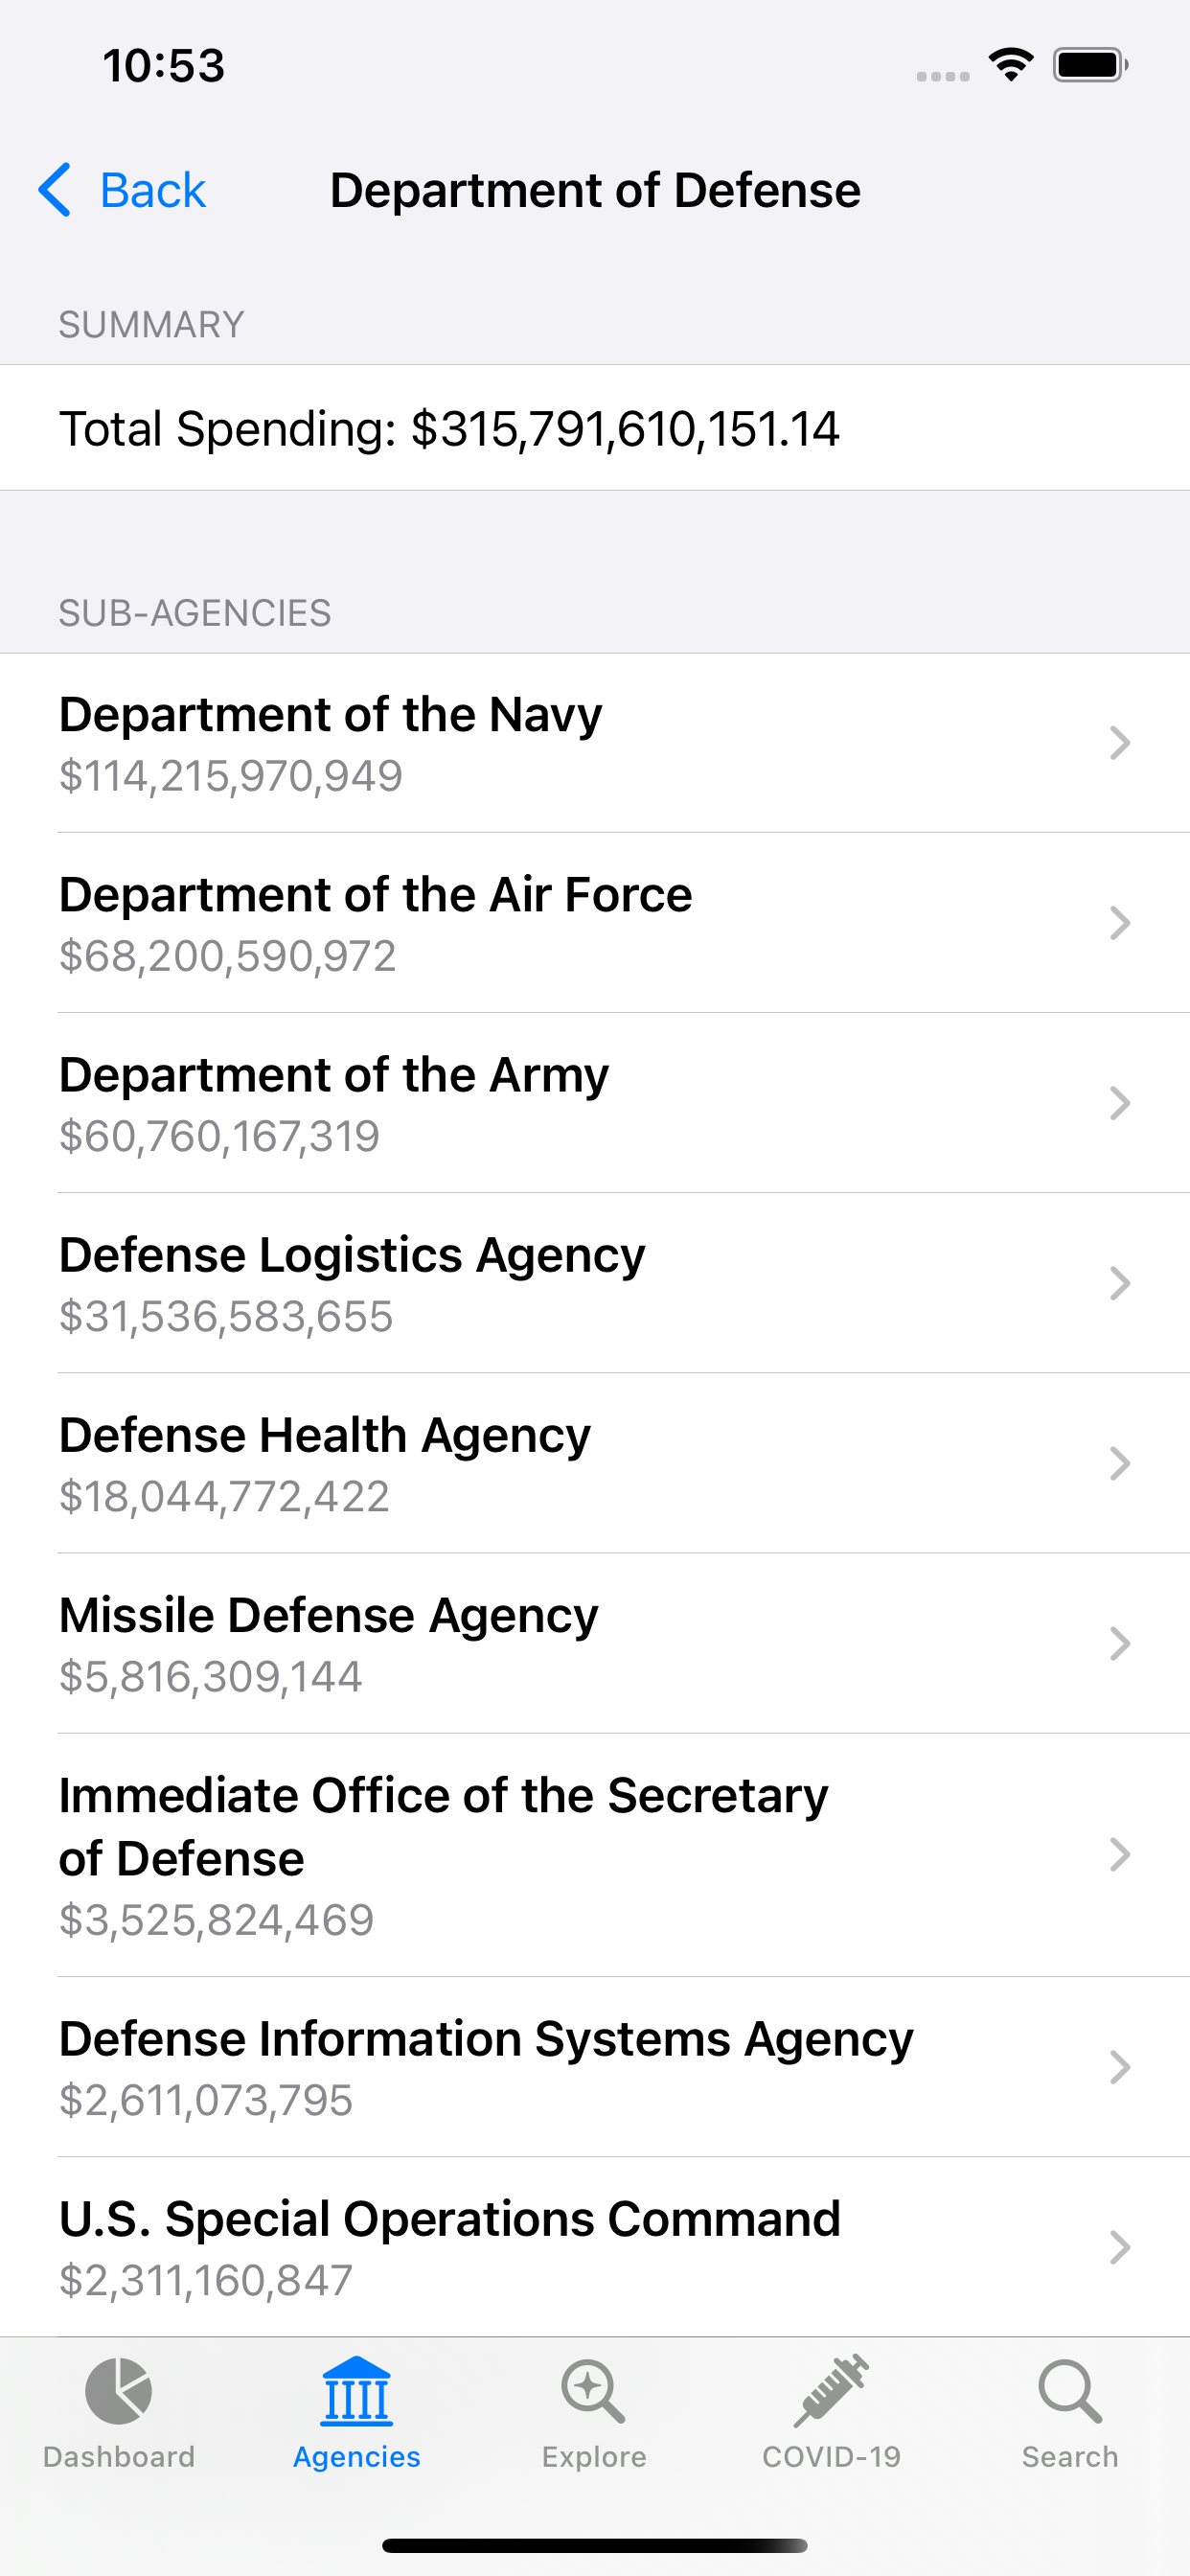 10:53
Back
Department of Defense
SUMMARY
Total Spending: $315,791,610,151.14
SUB-AGENCIES
Department of the Navy
$114,215,970,949
Department of the Air Force
$68,200,590,972
Department of the Army
$60,760,167,319
Defense Logistics Agency
$31,536,583,655
Defense Health Agency
$18,044,772,422
Missile Defense Agency
$5,816,309,144
Immediate Office of the Secretary
of Defense
$3,525,824,469
Defense Information Systems Agency
$2,611,073,795
U.S. Special Operations Command
$2,311,160,847
Dashboard
Agencies
Explore
COVID-19
Search